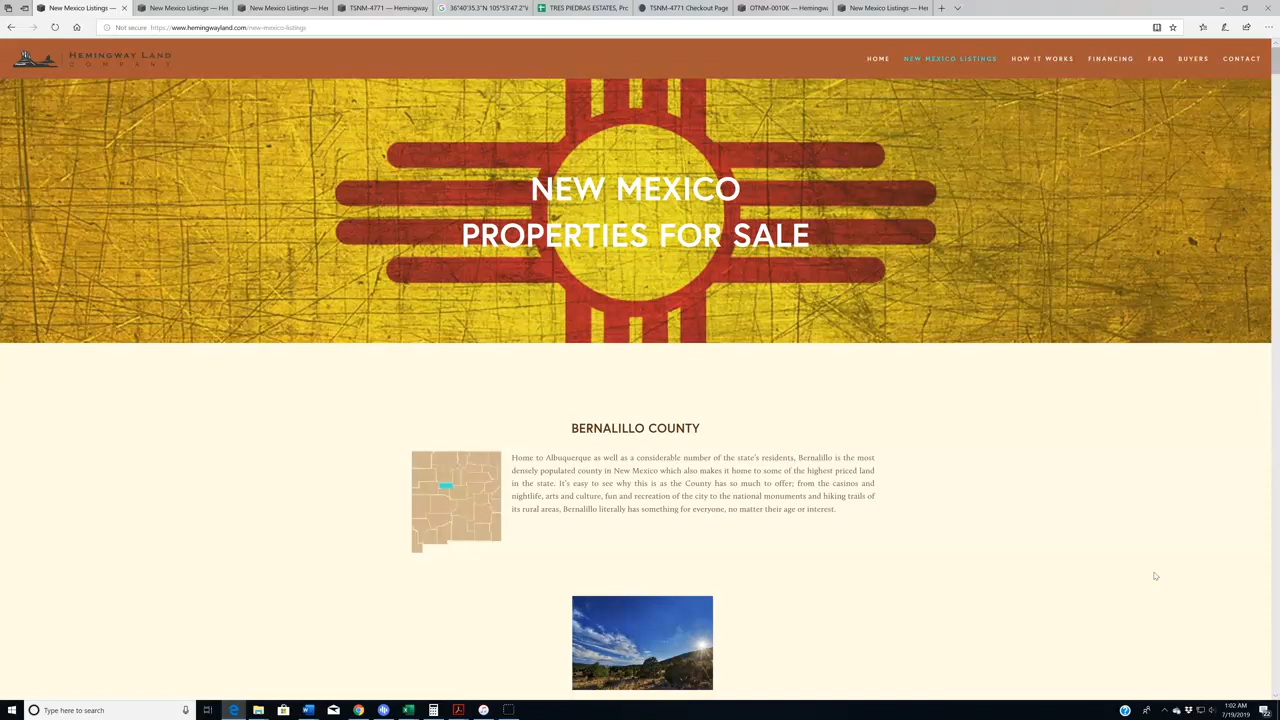 New Mexico Listings —
New Mexico Listings — He
New Mexico Listings — He
TSNM-4771 — Hemingway
36°40'35.3"N 105°53'47.2"V
TRES PIEDRAS ESTATES, Pro
TSNM-4771 Checkout Page
OTNM-0010K — Hemingwa
New Mexico Listings — He
Not secure https://www.hemingwayland.com/new-mexico-listings
HEMINGWAY LAND
COMPANY
HOME NEW MEXICO LISTINGS HOW IT WORKS FINANCING FAQ BUYERS CONTACT
NEW MEXICO
PROPERTIES FOR SALE
BERNALILLO COUNTY
Home to Albuquerque as well as a considerable number of the state's residents, Bernalillo is the most
densely populated county in New Mexico which also makes it home to some of the highest priced land
in the state. It's easy to see why this is as the County has so much to offer; from the casinos and
nightlife, arts and culture, fun and recreation of the city to the national monuments and hiking trails of
its rural areas, Bernalillo literally has something for everyone, no matter their age or interest.
Type here to search
1:02 AM
7/19/2019
22